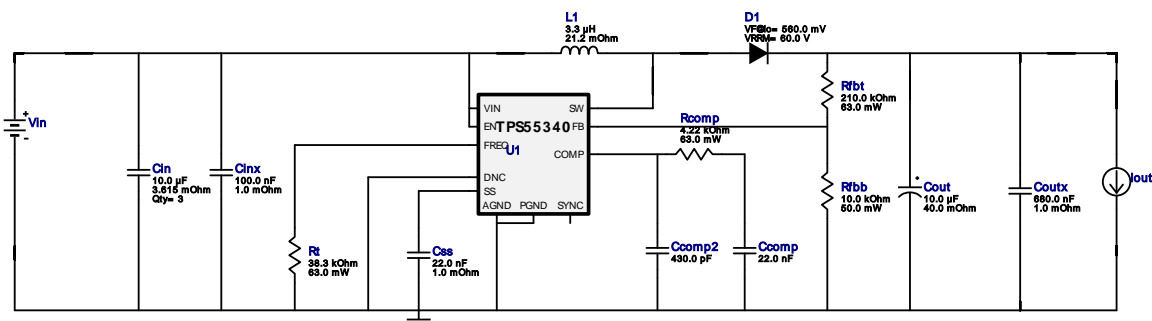 L1
3.3 µH
21.2 mOhm
D1
VRRM= 60.0 V
Vin
Cin
10.0 µF
3.615 mOhm
Qty= 3
Cinx
100.0 nF
1.0 mOhm
Rt
38.3 kOhm
63.0 mW
Css
22.0 nF
1.0 mOhm
VIN
EN
FREQ
DNC
SS
AGND
PGND
SYNC
SW
FB
COMP
TPS55340
U1
Rcomp
4.22 kOhm
63.0 mW
Ccomp2
430.0 pF
Ccomp
22.0 nF
Rfbt
210.0 kOhm
63.0 mW
Rfbb
10.0 kOhm
50.0 mW
Cout
10.0 µF
40.0 mOhm
Coutx
680.0 nF
1.0 mOhm
Iout